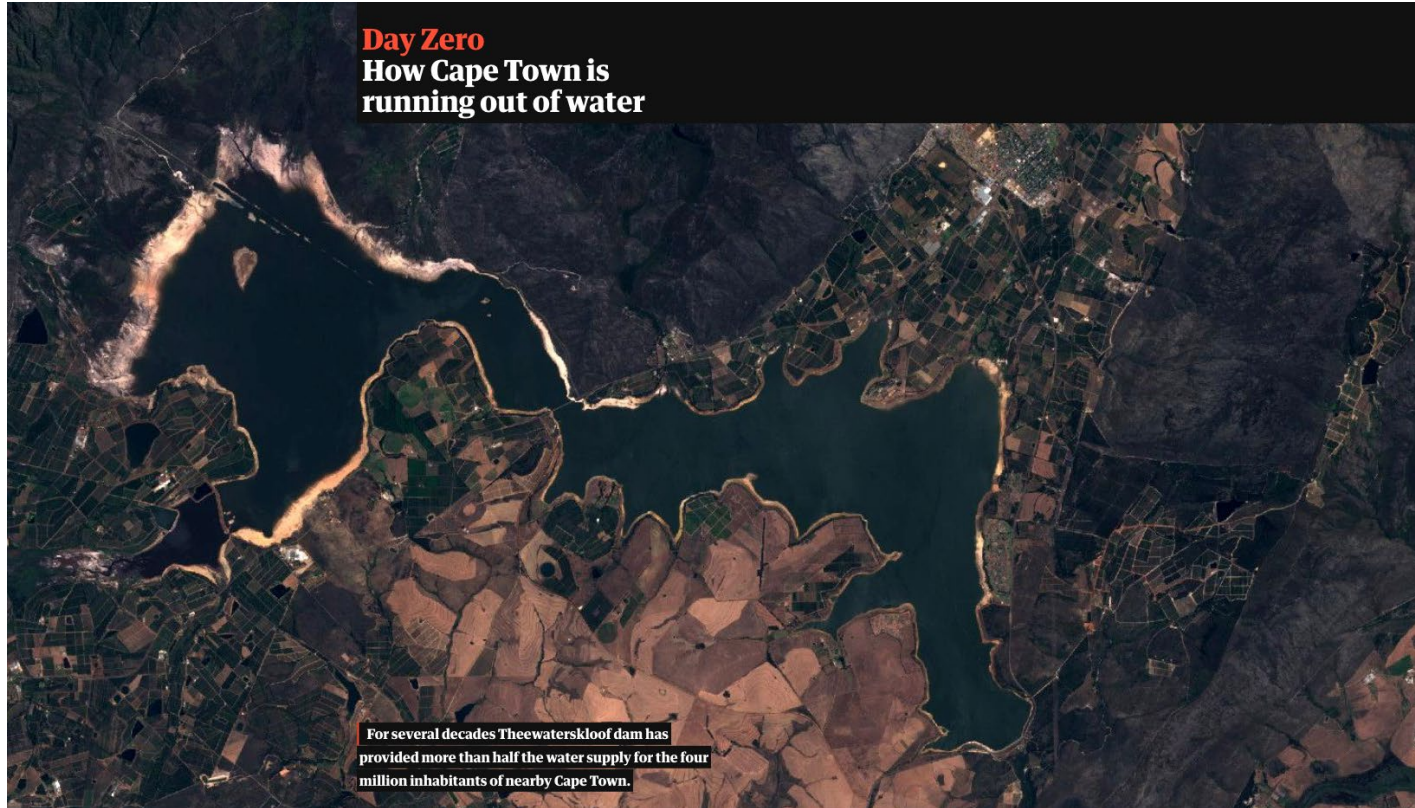 Day Zero
How Cape Town is
running out of water
For several decades Theewaterskloof dam has
provided more than half the water supply for the four
million inhabitants of nearby Cape Town.